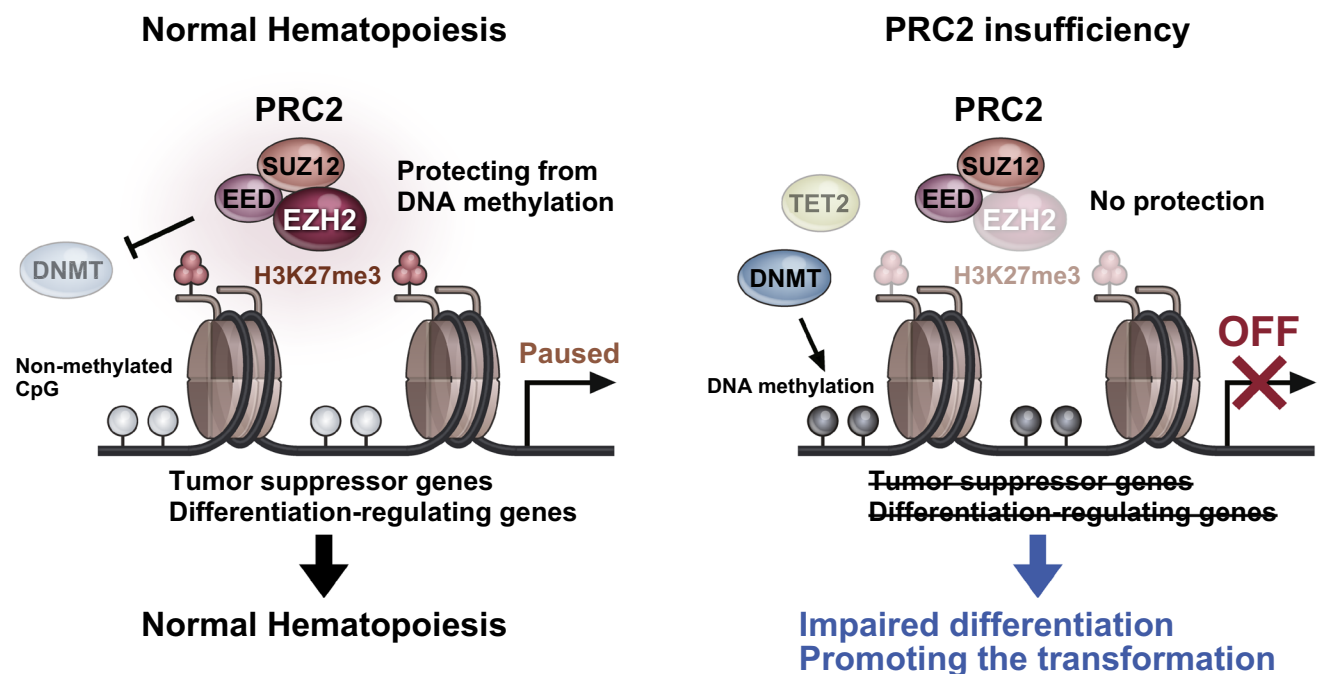 Normal Hematopoiesis
PRC2
SUZ12
EED
EZH2
Protecting from
DNA methylation
DNMT
H3K27me3
Non-methylated
CpG
Paused
Tumor suppressor genes
Differentiation-regulating genes
Normal Hematopoiesis
PRC2 insufficiency
PRC2
SUZ12
TET2
EED
EZH2
No protection
DNMT
H3K27me3
OFF
DNA methylation
Tumor suppressor genes
Differentiation-regulating genes
Impaired differentiation
Promoting the transformation